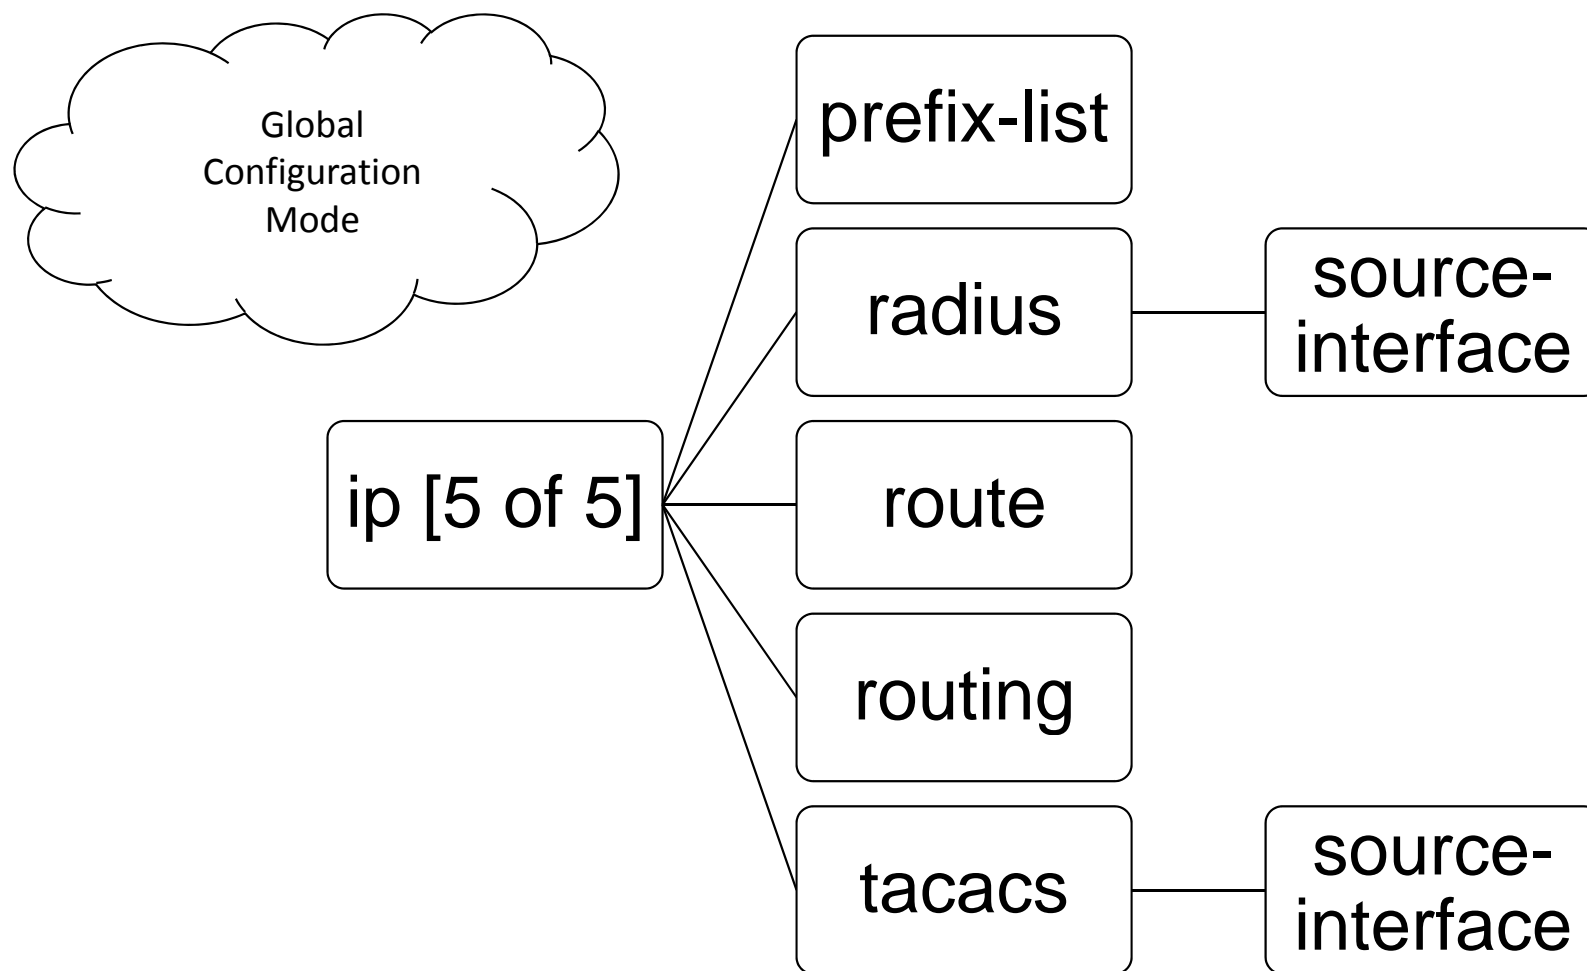 Global
Configuration
Mode
ip [5 of 5]
prefix-list
radius
source-
interface
route
routing
tacacs
source-
interface